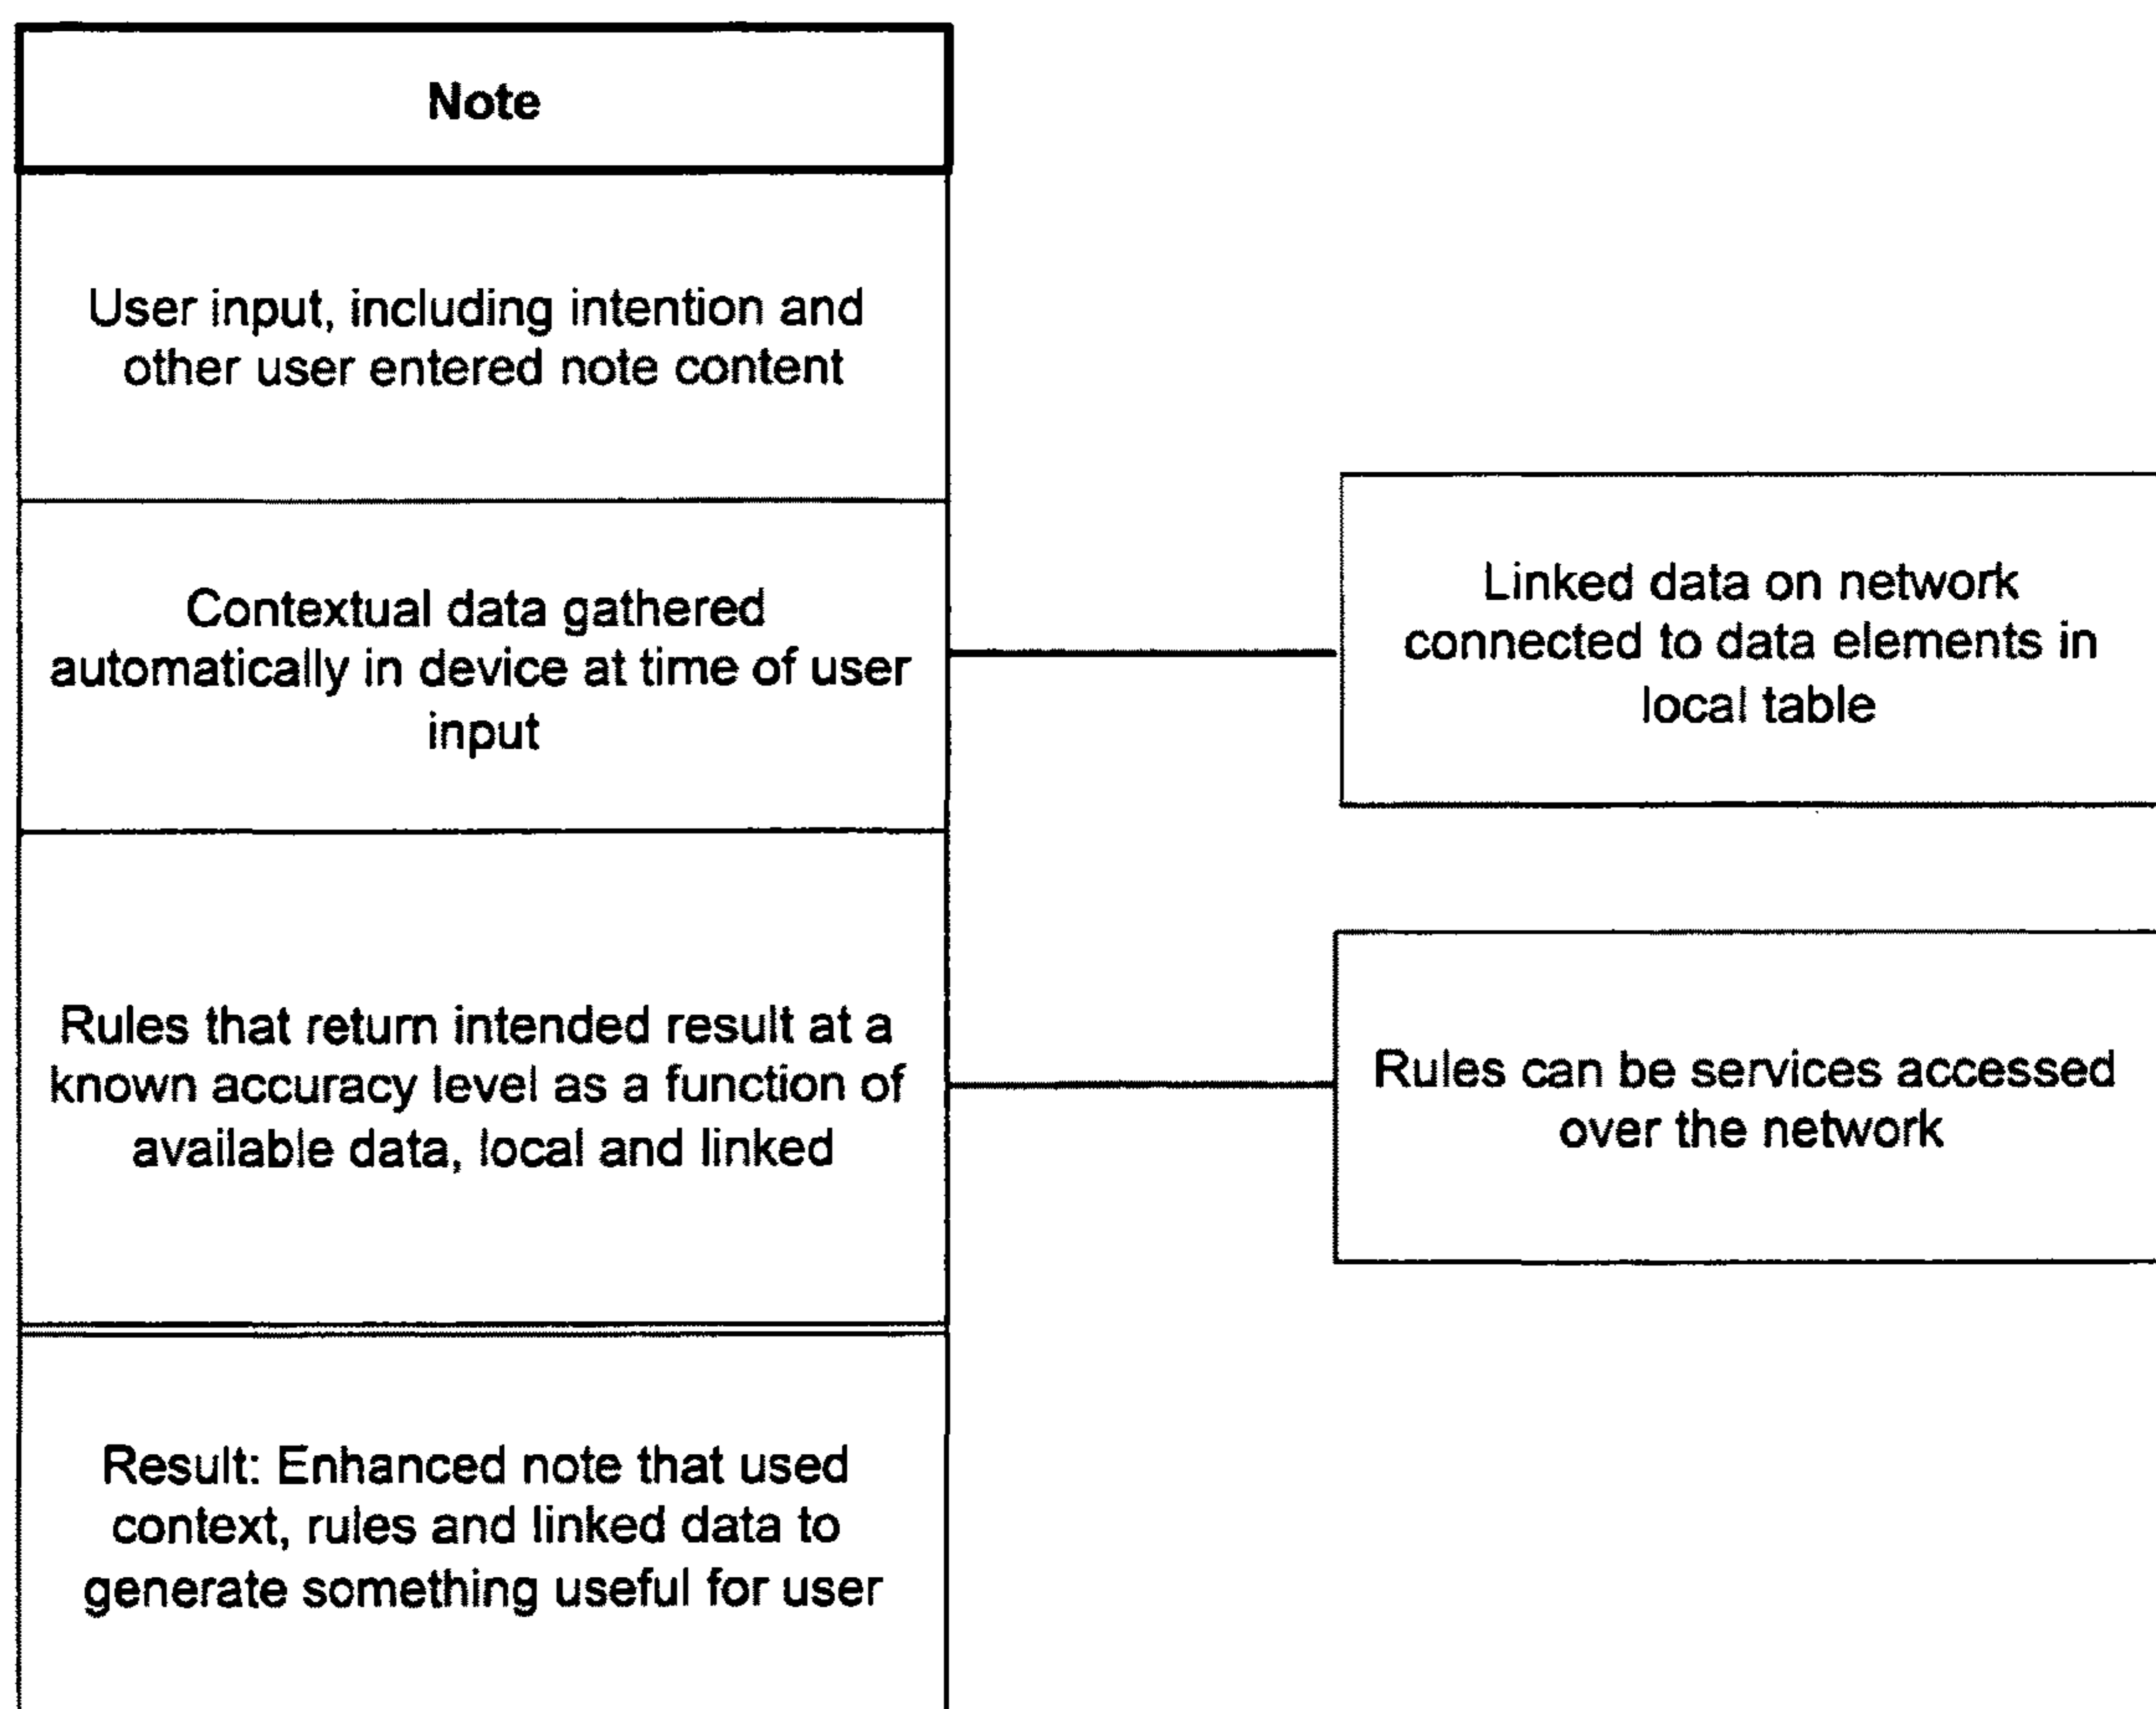 Note
User input, including intention and
other user entered note content
Contextual data gathered
automatically in device at time of user
input
Linked data on network
connected to data elements in
local table
Rules that return intended result at a
known accuracy level as a function of
available data, local and linked
Rules can be services accessed
over the network
Result: Enhanced note that used
context, rules and linked data to
generate something useful for user